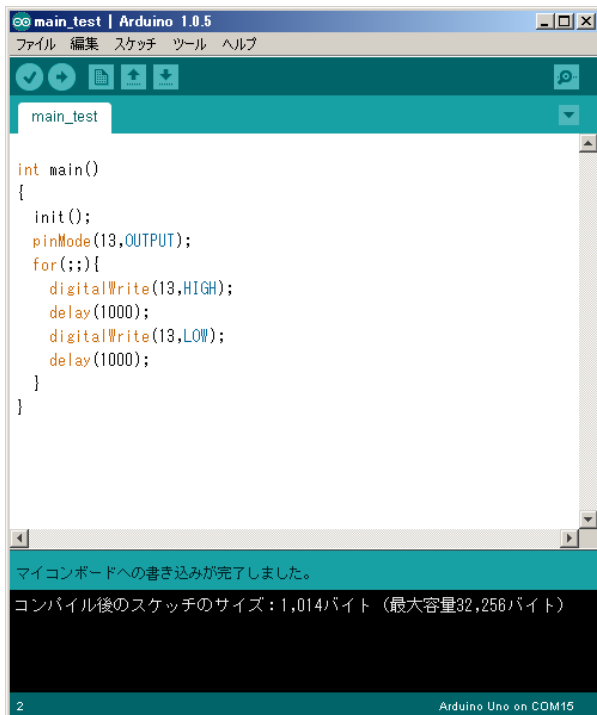 main_test | Arduino 1.0.5
ファイル 編集 スケッチ ツール ヘルプ
main_test
int main()
{
  init();
  pinMode(13,OUTPUT);
  for(;;){
    digitalWrite(13,HIGH);
    delay(1000);
    digitalWrite(13,LOW);
    delay(1000);
  }
}
マイコンボードへの書き込みが完了しました。
コンパイル後のスケッチのサイズ：1,014バイト（最大容量32,256バイト）
2 Arduino Uno on COM15